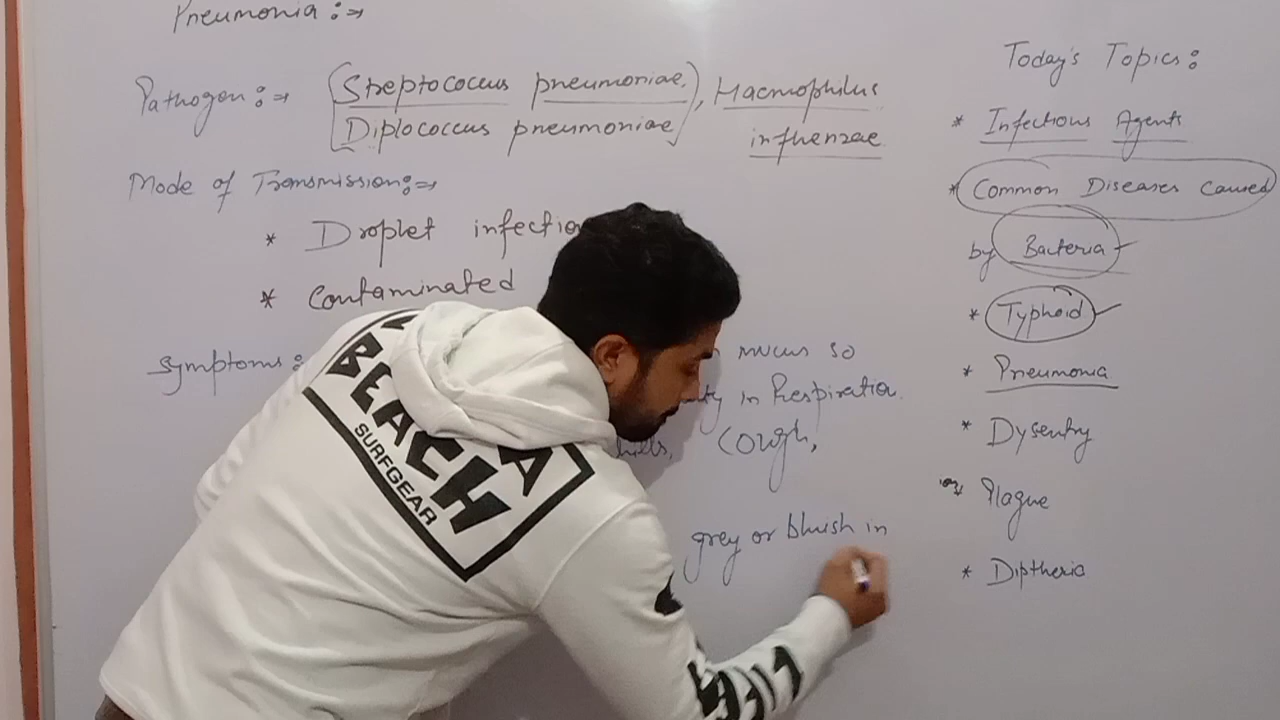 Pneumonia :⇒
Pathogen :⇒ [Streptococcus pneumoniae.
Diplococcus pneumoniae], Haemophilus
influenzae
Mode of Transmission :⇒
* Droplet infection
* Contaminated
Symptoms :
mucus so
in Respiration.
Cough,
grey or bluish in
BEACH
SURFGEAR
Today's Topics :
* Infectious Agents
* Common Diseases Caused
by Bacteria
* Typhoid
* Pneumonia
* Dysentry
* Plague
* Diptheria